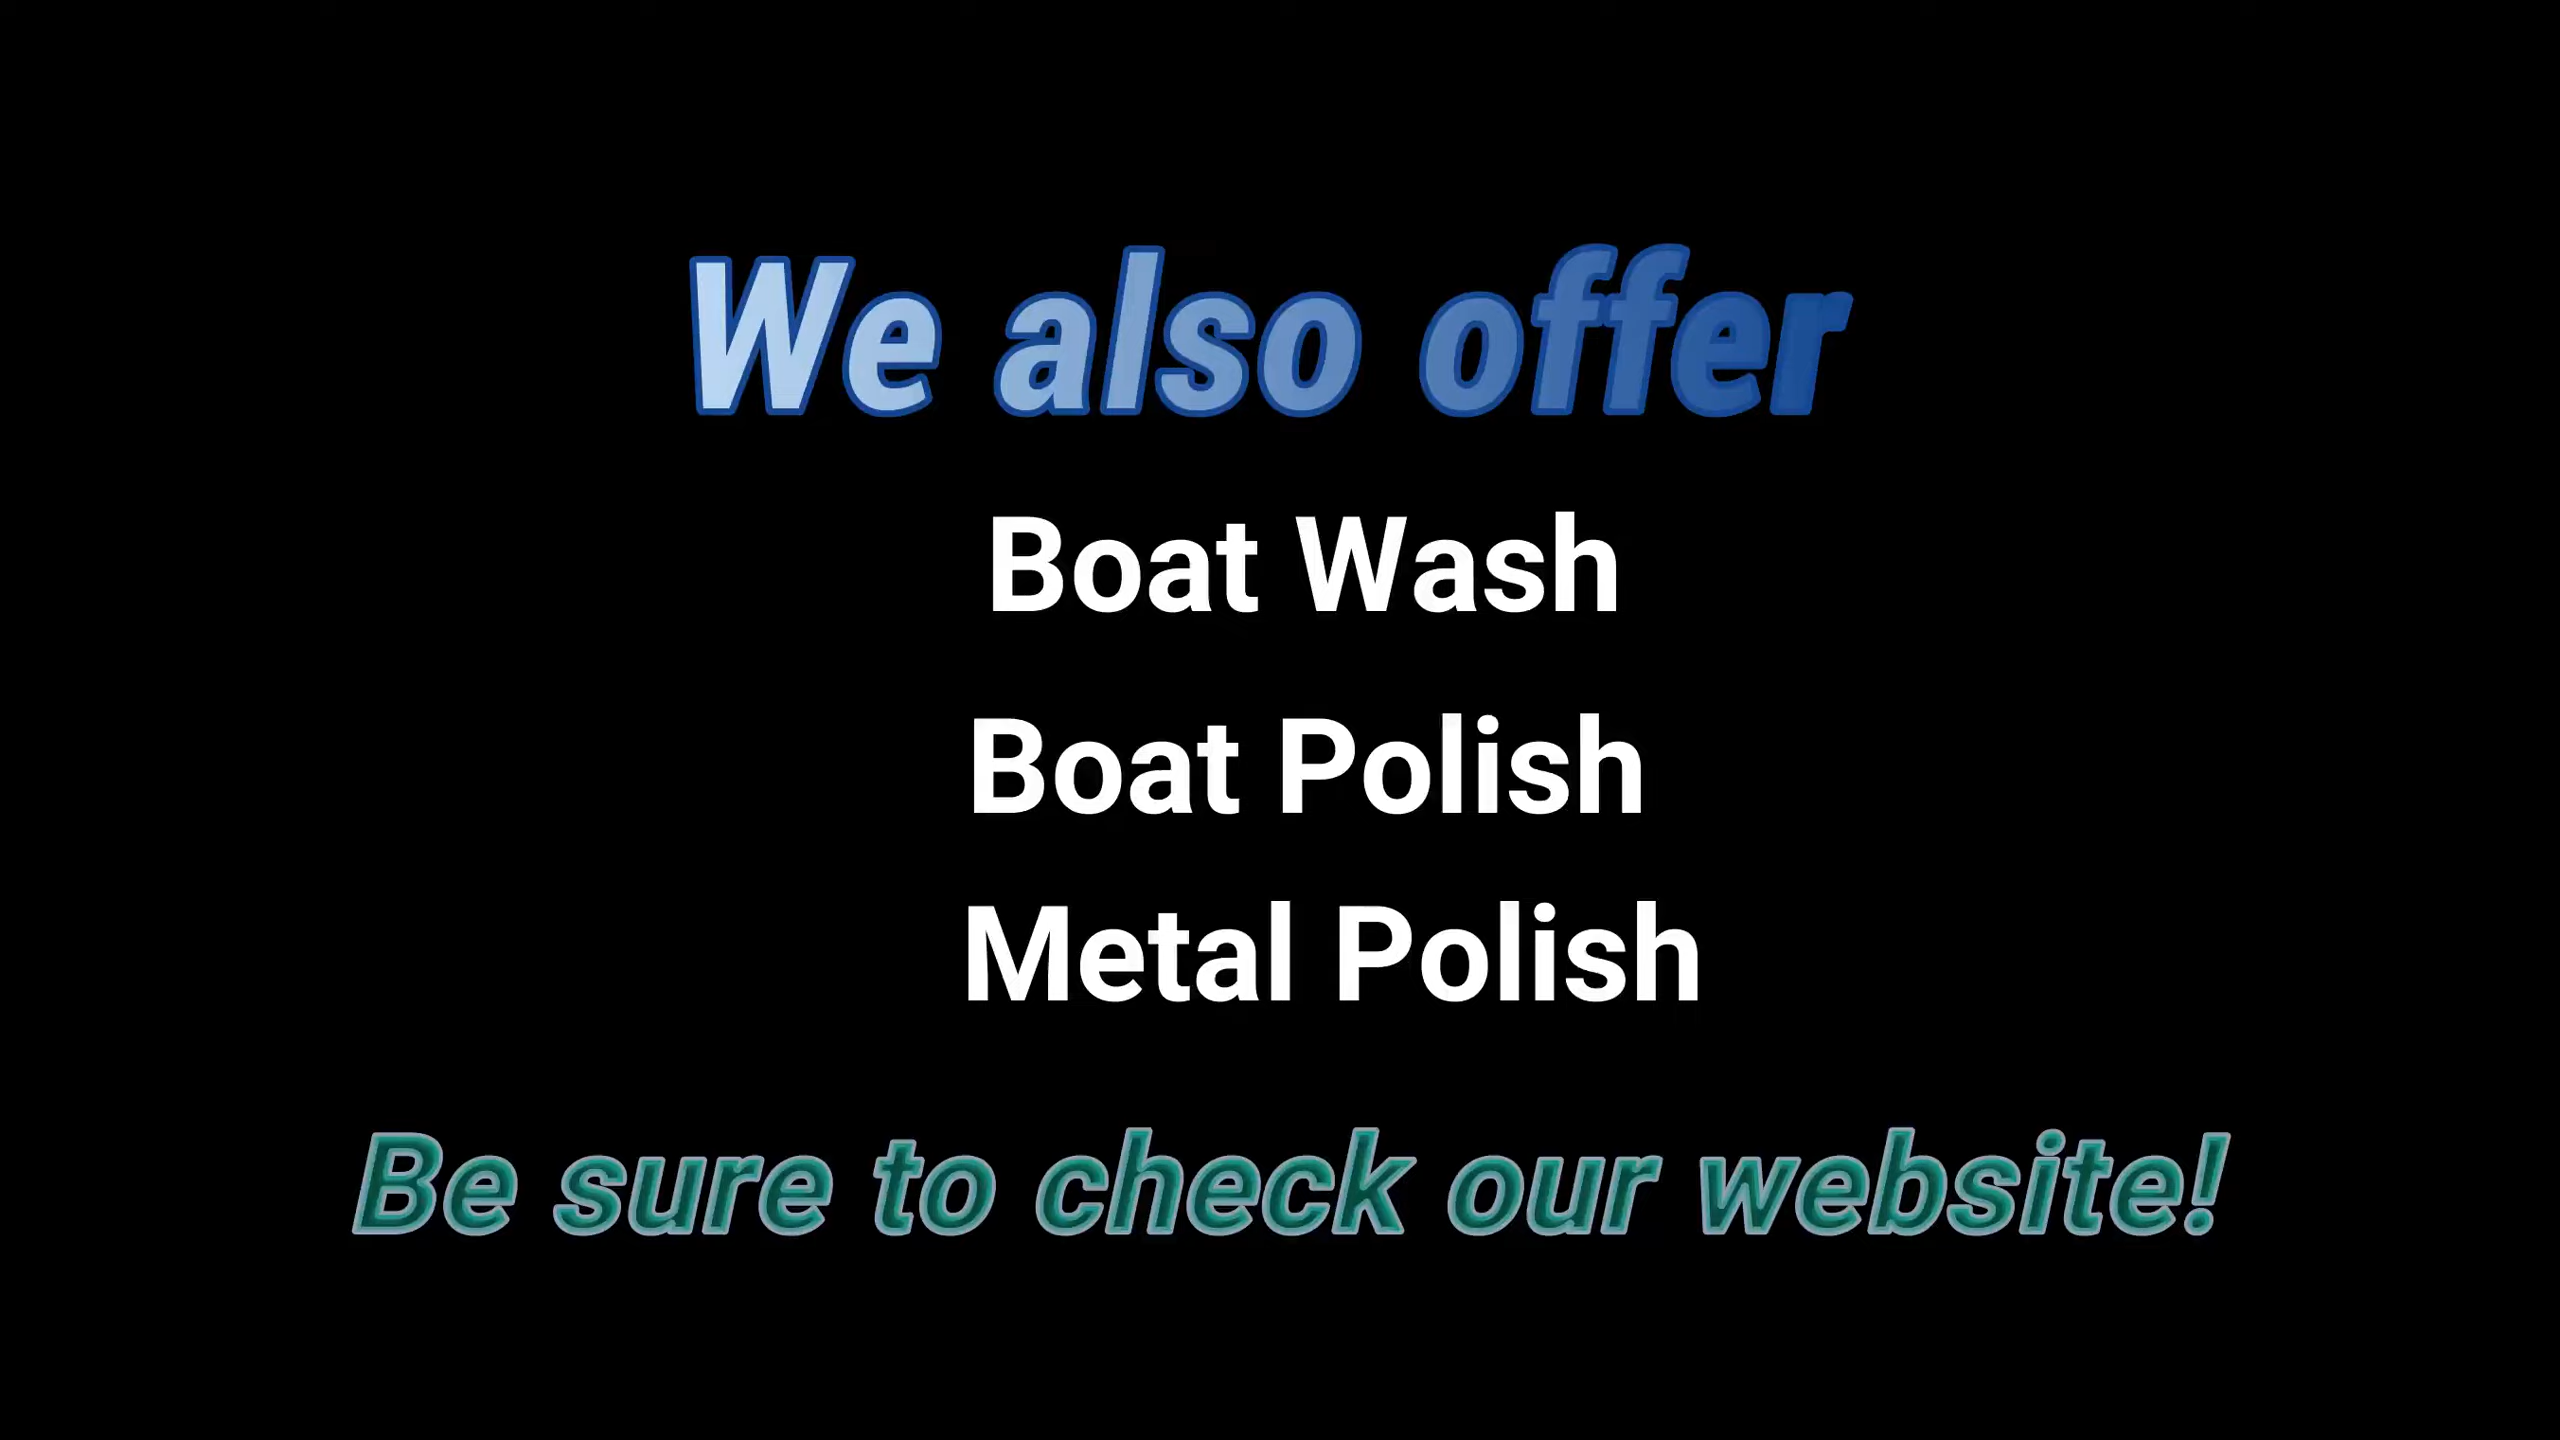 We also offer
Boat Wash
Boat Polish
Metal Polish
Be sure to check our website!